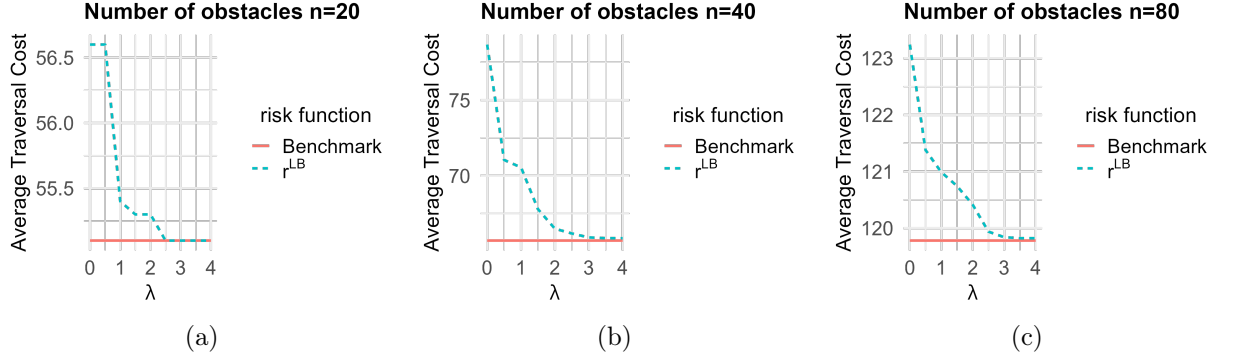 Number of obstacles n=20
Average Traversal Cost
56.5
56.0
55.5
0 1 2 3 4
λ
risk function
Benchmark
r^LB
(a)
Number of obstacles n=40
Average Traversal Cost
75
70
0 1 2 3 4
λ
risk function
Benchmark
r^LB
(b)
Number of obstacles n=80
Average Traversal Cost
123
122
121
120
0 1 2 3 4
λ
risk function
Benchmark
r^LB
(c)